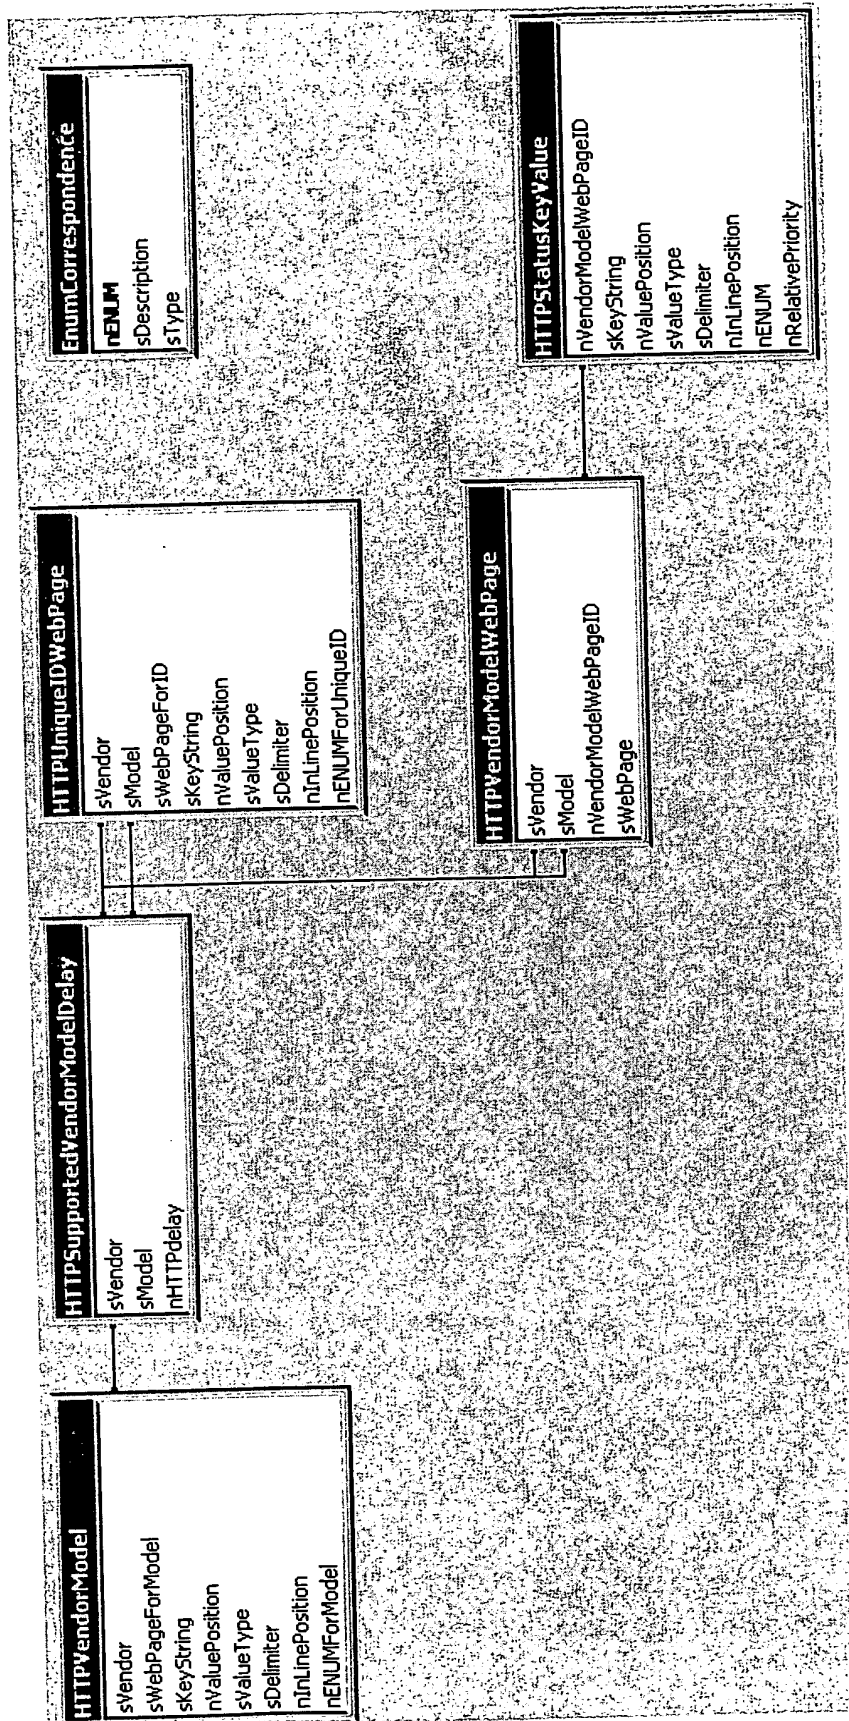 HTTPVendorModel
sVendor
sWebPageForModel
sKeyString
nValuePosition
sValueType
sDelimiter
nInLinePosition
nENUMForModel
HTTPSupportedVendorModelDelay
sVendor
sModel
nHTTPdelay
HTTPUniqueIDWebPage
sVendor
sModel
sWebPageForID
sKeyString
nValuePosition
sValueType
sDelimiter
nInLinePosition
nENUMForUniqueID
EnumCorrespondence
nENUM
sDescription
sType
HTTPVendorModelWebPage
sVendor
sModel
nVendorModelWebPageID
sWebPage
HTTPStatusKeyValue
nVendorModelWebPageID
sKeyString
nValuePosition
sValueType
sDelimiter
nInLinePosition
nENUM
nRelativePriority